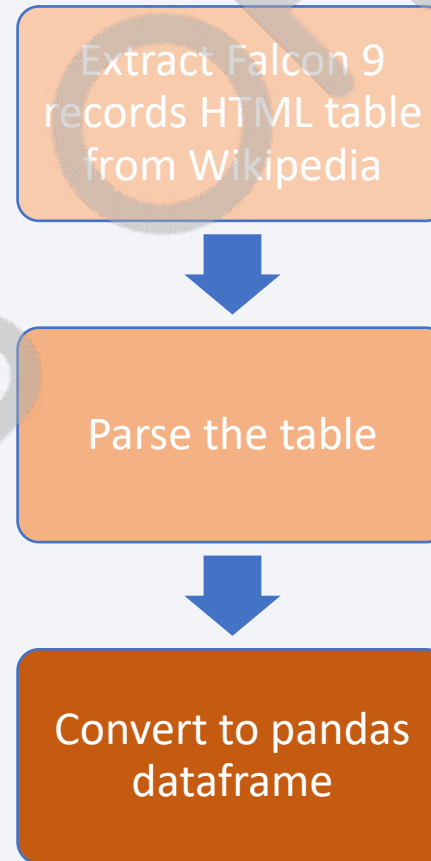 Extract Falcon 9
records HTML table
from Wikipedia
Parse the table
Convert to pandas
dataframe